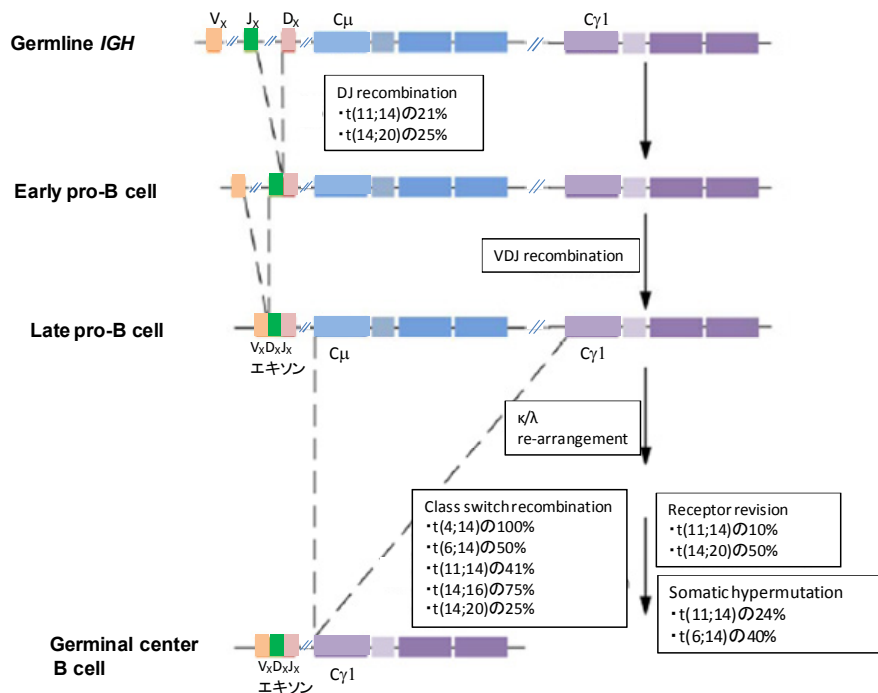 Vx Jx Dx Cμ Cγ1
Germline IGH
DJ recombination
・t(11;14)の21%
・t(14;20)の25%
Early pro-B cell
VDJ recombination
Late pro-B cell
VxDxJx Cμ Cγ1
エキソン
κ/λ
re-arrangement
Class switch recombination
・t(4;14)の100%
・t(6;14)の50%
・t(11;14)の41%
・t(14;16)の75%
・t(14;20)の25%
Receptor revision
・t(11;14)の10%
・t(14;20)の50%
Somatic hypermutation
・t(11;14)の24%
・t(6;14)の40%
Germinal center
B cell
VxDxJx Cγ1
エキソン